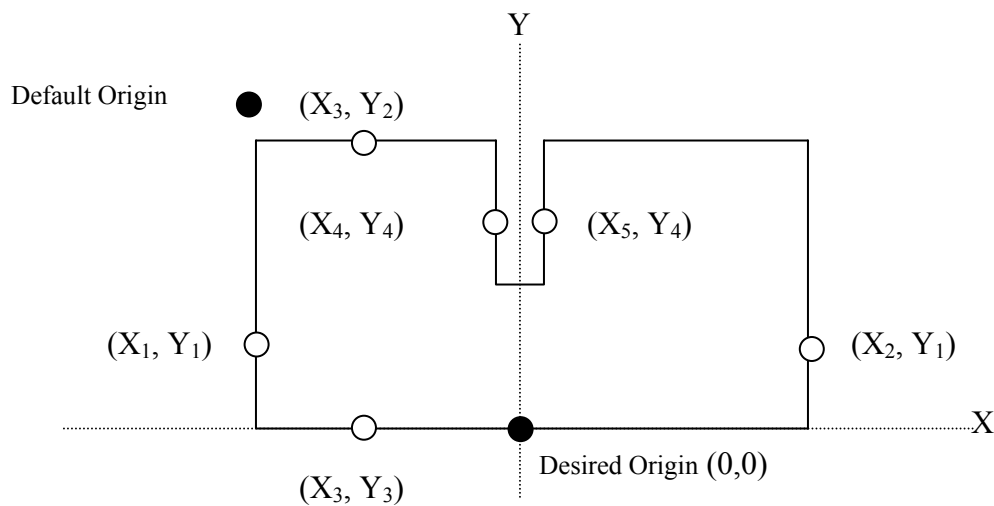 Y
Default Origin
(X₃, Y₂)
(X₄, Y₄)
(X₅, Y₄)
(X₁, Y₁)
(X₂, Y₁)
X
Desired Origin (0,0)
(X₃, Y₃)